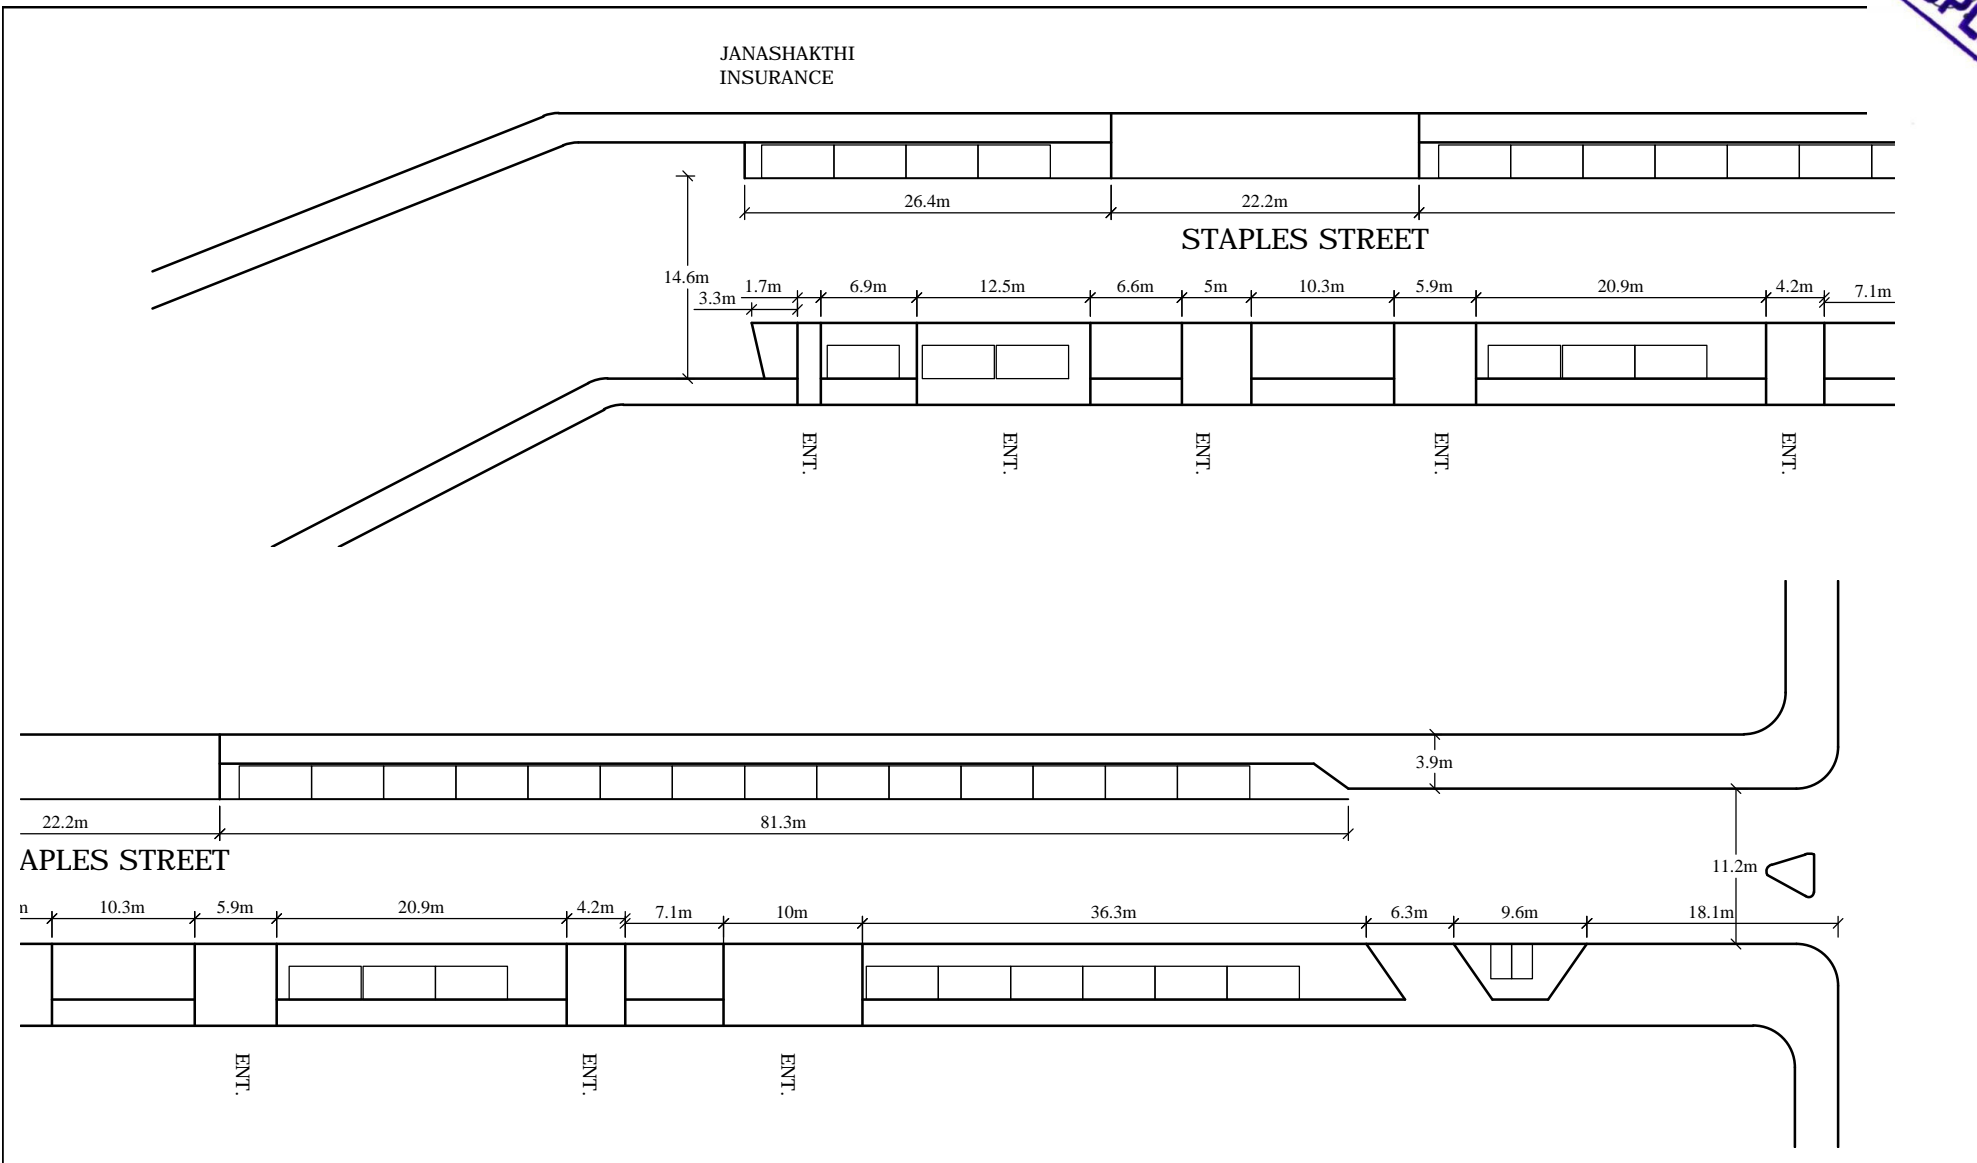 JANASHAKTHI
INSURANCE
26.4m
22.2m
STAPLES STREET
14.6m
3.3m
1.7m
6.9m
12.5m
6.6m
5m
10.3m
5.9m
20.9m
4.2m
7.1m
ENT.
ENT.
ENT.
ENT.
ENT.
3.9m
22.2m
81.3m
APLES STREET
11.2m
m
10.3m
5.9m
20.9m
4.2m
7.1m
10m
36.3m
6.3m
9.6m
18.1m
ENT.
ENT.
ENT.